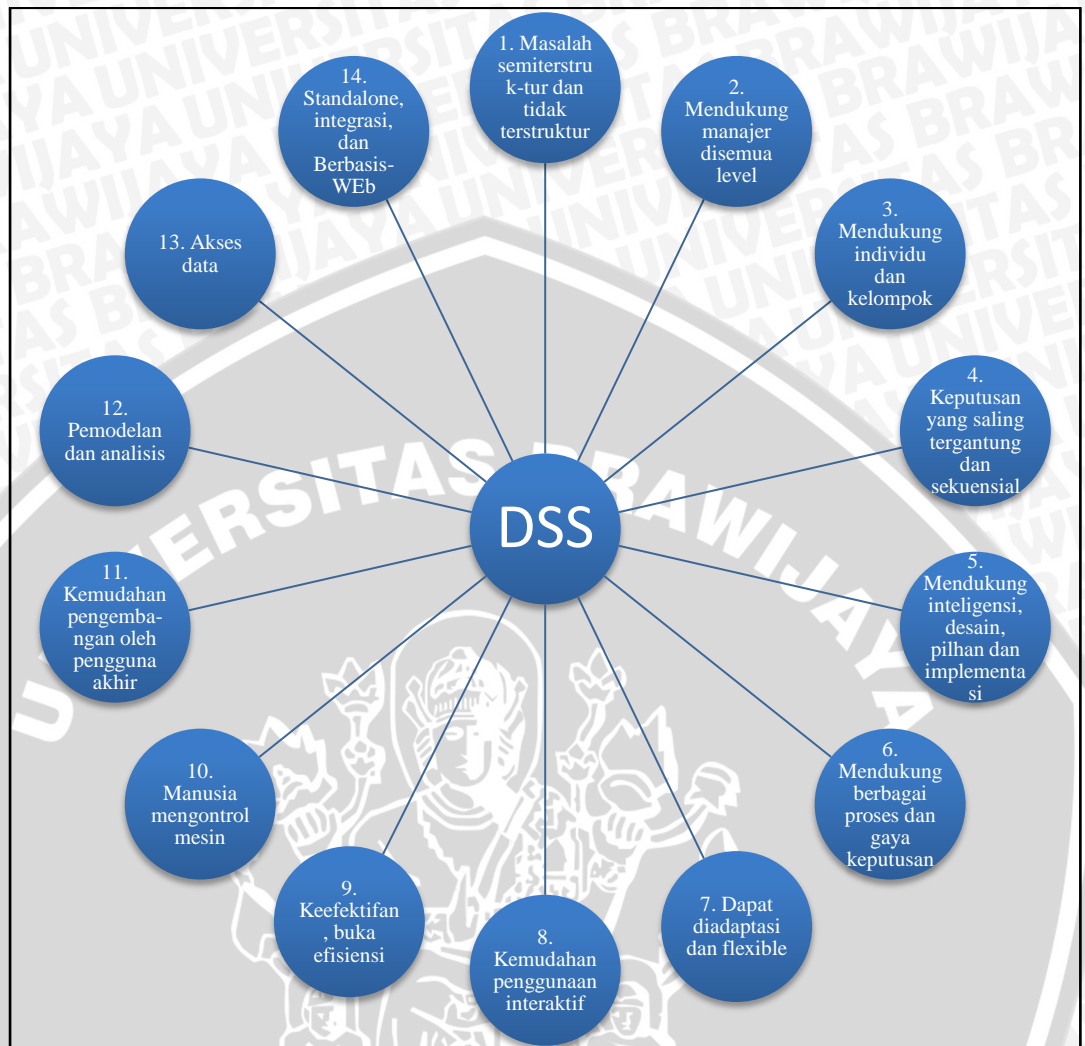 1. Masalah
semiterstru
k-tur dan
tidak
terstruktur
2.
Mendukung
manajer
disemua
level
3.
Mendukung
individu
dan
kelompok
4.
Keputusan
yang saling
tergantung
dan
sekuensial
5.
Mendukung
inteligensi,
desain,
pilhan dan
implementa
si
6.
Mendukung
berbagai
proses dan
gaya
keputusan
7. Dapat
diadaptasi
dan flexible
8.
Kemudahan
penggunaan
interaktif
9.
Keefektifan
, buka
efisiensi
10.
Manusia
mengontrol
mesin
11.
Kemudahan
pengemba-
ngan oleh
pengguna
akhir
12.
Pemodelan
dan analisis
13. Akses
data
14.
Standalone,
integrasi,
dan
Berbasis-
WEb
DSS
UNIVERSITAS BRAWIJAYA